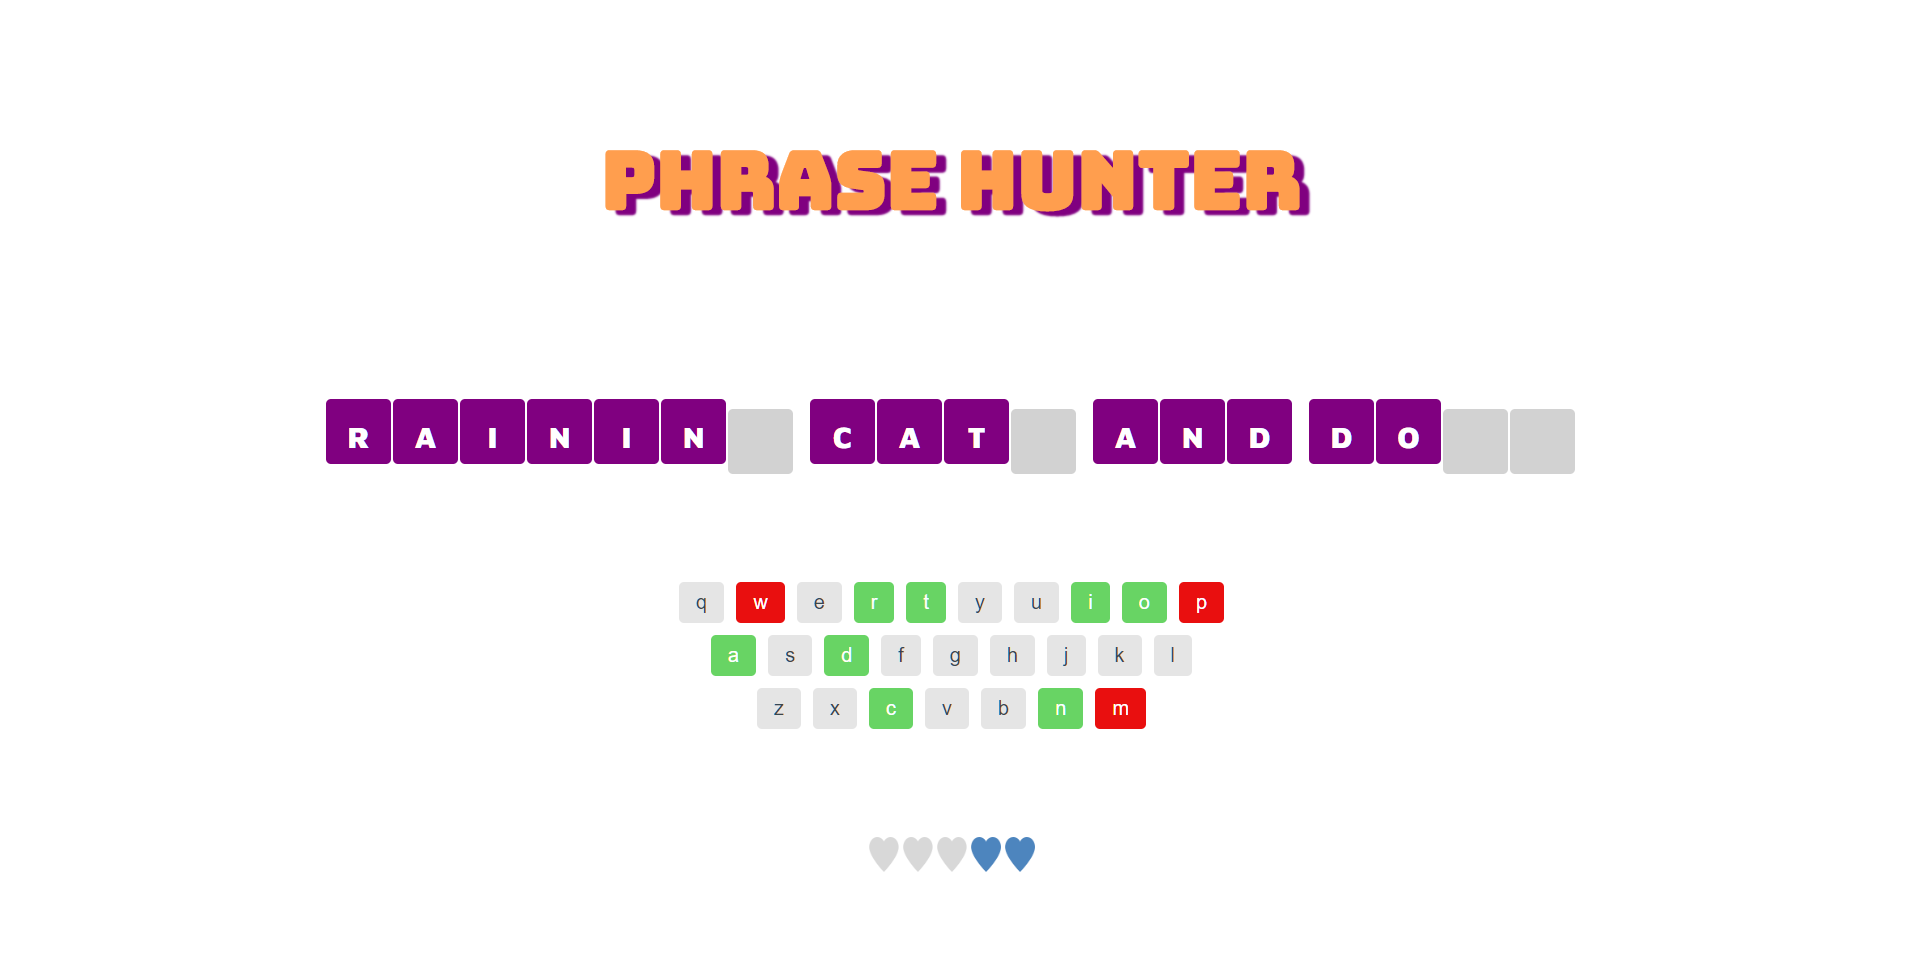 PHRASE HUNTER
RAININ CAT AND DO
q w e r t y u i o p
a s d f g h j k l
z x c v b n m